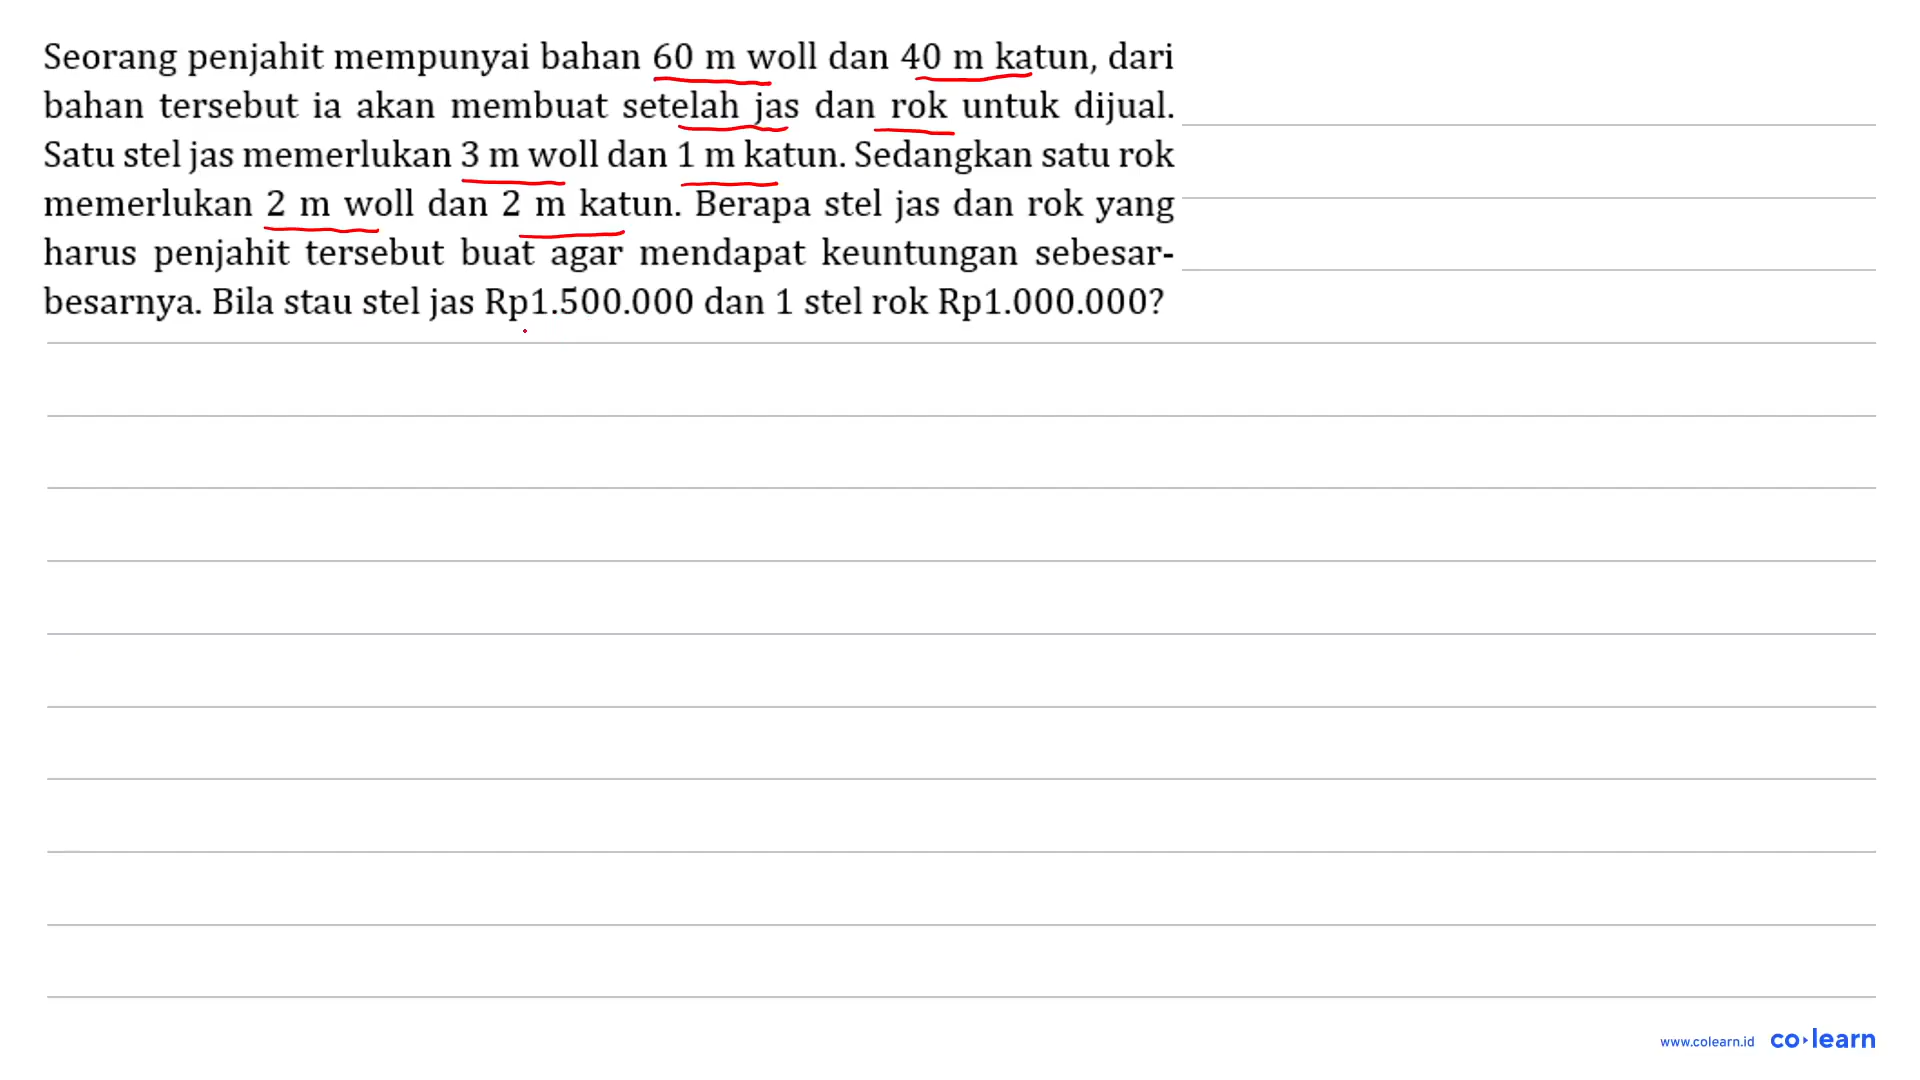 Seorang penjahit mempunyai bahan 60 m woll dan 40 m katun, dari
bahan tersebut ia akan membuat setelah jas dan rok untuk dijual.
Satu stel jas memerlukan 3 m woll dan 1 m katun. Sedangkan satu rok
memerlukan 2 m woll dan 2 m katun. Berapa stel jas dan rok yang
harus penjahit tersebut buat agar mendapat keuntungan sebesar-
besarnya. Bila stau stel jas Rp1.500.000 dan 1 stel rok Rp1.000.000?
www.colearn.id co·learn